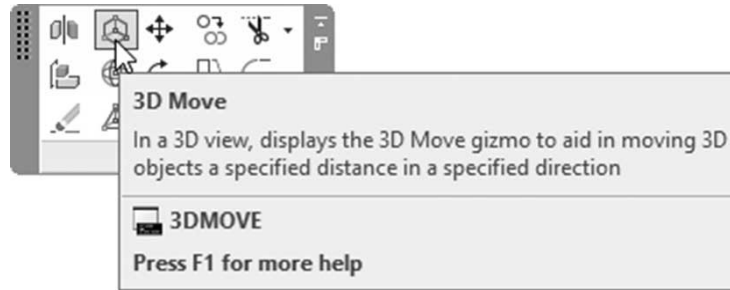 3D Move
In a 3D view, displays the 3D Move gizmo to aid in moving 3D
objects a specified distance in a specified direction
3DMOVE
Press F1 for more help